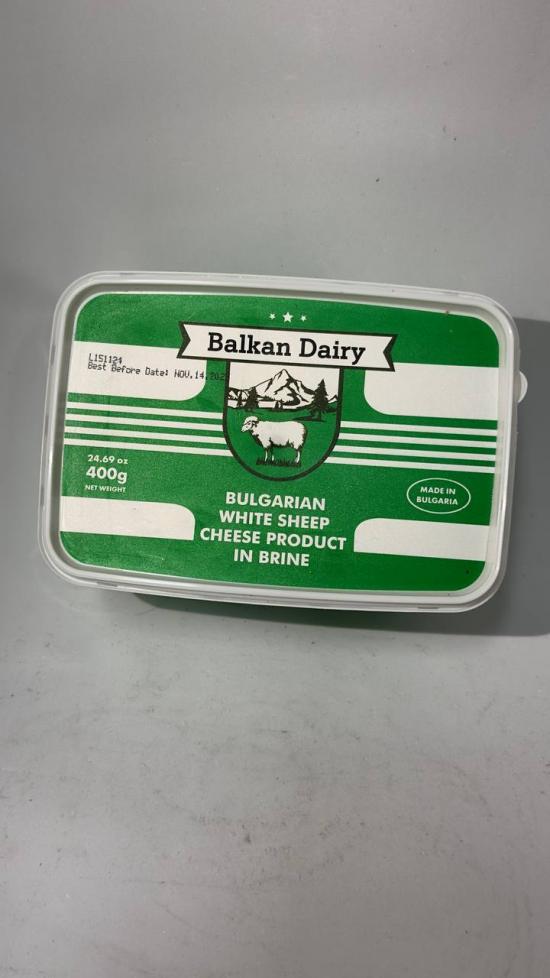 Balkan Dairy
L151124
Best Before Date: NOV.14.202
24.69 oz
400g
NET WEIGHT
MADE IN
BULGARIA
BULGARIAN
WHITE SHEEP
CHEESE PRODUCT
IN BRINE